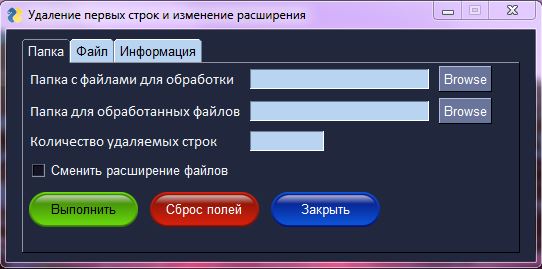 Удаление первых строк и изменение расширения
Папка Файл Информация
Папка с файлами для обработки Browse
Папка для обработанных файлов Browse
Количество удаляемых строк
Сменить расширение файлов
Выполнить Сброс полей Закрыть